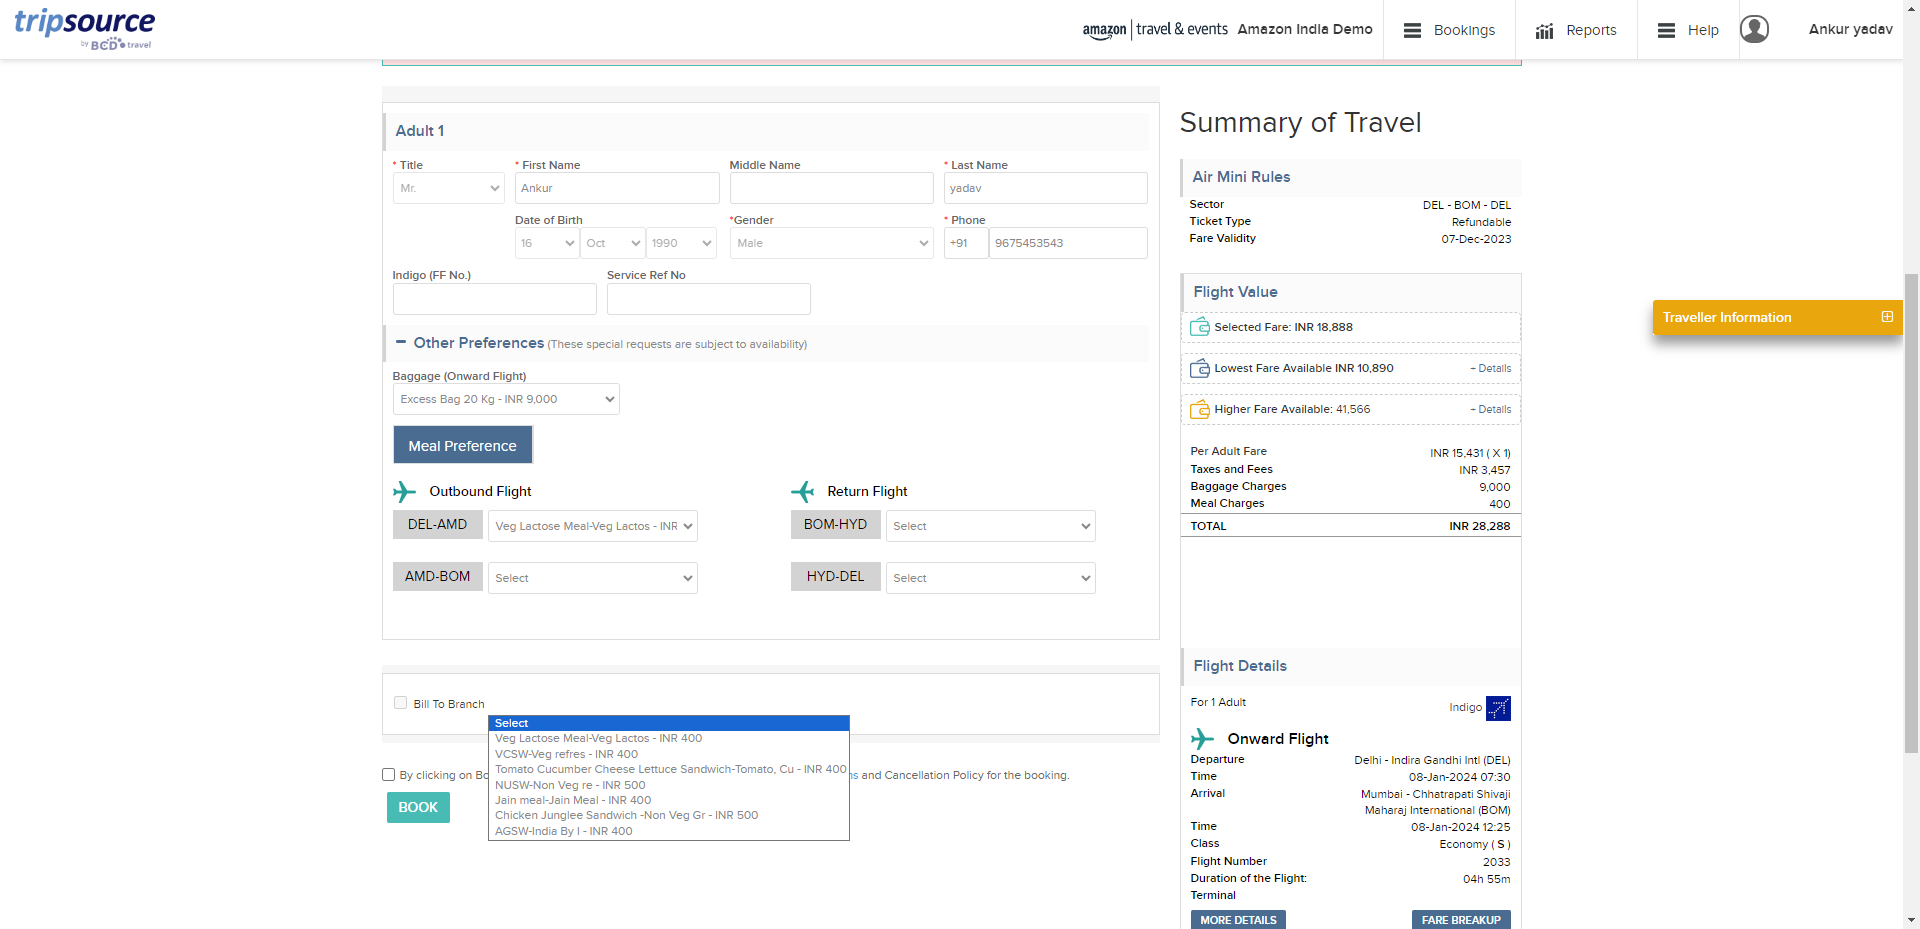 tripsource
by BCD travel
amazon | travel & events Amazon India Demo
Bookings
Reports
Help
Ankur yadav
Adult 1
* Title
* First Name
Middle Name
* Last Name
Mr.
Ankur
yadav
Date of Birth
*Gender
* Phone
16
Oct
1990
Male
+91
9675453543
Indigo (FF No.)
Service Ref No
− Other Preferences (These special requests are subject to availability)
Baggage (Onward Flight)
Excess Bag 20 Kg - INR 9,000
Meal Preference
Outbound Flight
Return Flight
DEL-AMD
Veg Lactose Meal-Veg Lactos - INR
BOM-HYD
Select
AMD-BOM
Select
HYD-DEL
Select
Bill To Branch
Select
Veg Lactose Meal-Veg Lactos - INR 400
VCSW-Veg refres - INR 400
Tomato Cucumber Cheese Lettuce Sandwich-Tomato, Cu - INR 400
NUSW-Non Veg re - INR 500
Jain meal-Jain Meal - INR 400
Chicken Junglee Sandwich -Non Veg Gr - INR 500
AGSW-India By I - INR 400
By clicking on Bo
ns and Cancellation Policy for the booking.
BOOK
Summary of Travel
Air Mini Rules
Sector DEL - BOM - DEL
Ticket Type Refundable
Fare Validity 07-Dec-2023
Flight Value
Selected Fare: INR 18,888
Lowest Fare Available INR 10,890 + Details
Higher Fare Available: 41,566 + Details
Per Adult Fare INR 15,431 ( X 1)
Taxes and Fees INR 3,457
Baggage Charges 9,000
Meal Charges 400
TOTAL INR 28,288
Flight Details
For 1 Adult
Indigo
Onward Flight
Departure Delhi - Indira Gandhi Intl (DEL)
Time 08-Jan-2024 07:30
Arrival Mumbai - Chhatrapati Shivaji
Maharaj International (BOM)
Time 08-Jan-2024 12:25
Class Economy ( S )
Flight Number 2033
Duration of the Flight: 04h 55m
Terminal
MORE DETAILS
FARE BREAKUP
Traveller Information